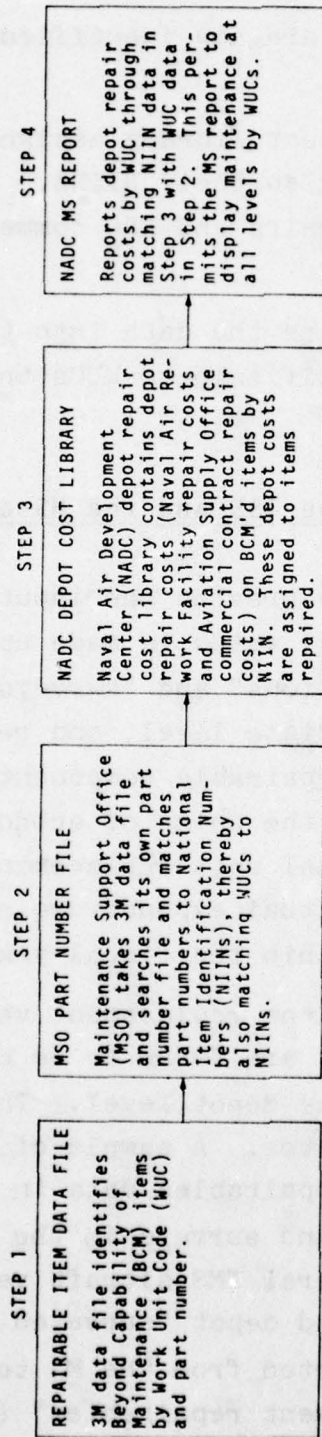 STEP 1
REPAIRABLE ITEM DATA FILE
3M data file identifies
Beyond Capability of
Maintenance (BCM) items
by Work Unit Code (WUC)
and part number.
STEP 2
MSO PART NUMBER FILE
Maintenance Support Office
(MSO) takes 3M data file
and searches its own part
number file and matches
part numbers to National
Item Identification Num-
bers (NIINs), thereby
also matching WUCs to
NIINs.
STEP 3
NADC DEPOT COST LIBRARY
Naval Air Development
Center (NADC) depot repair
cost library contains depot
repair costs (Naval Air Re-
work Facility repair costs
and Aviation Supply Office
commercial contract repair
costs) on BCM'd items by
NIIN. These depot costs
are assigned to items
repaired.
STEP 4
NADC MS REPORT
Reports depot repair
costs by WUC through
matching NIIN data in
Step 3 with WUC data
in Step 2. This per-
mits the MS Report to
display maintenance at
all levels by WUCs.